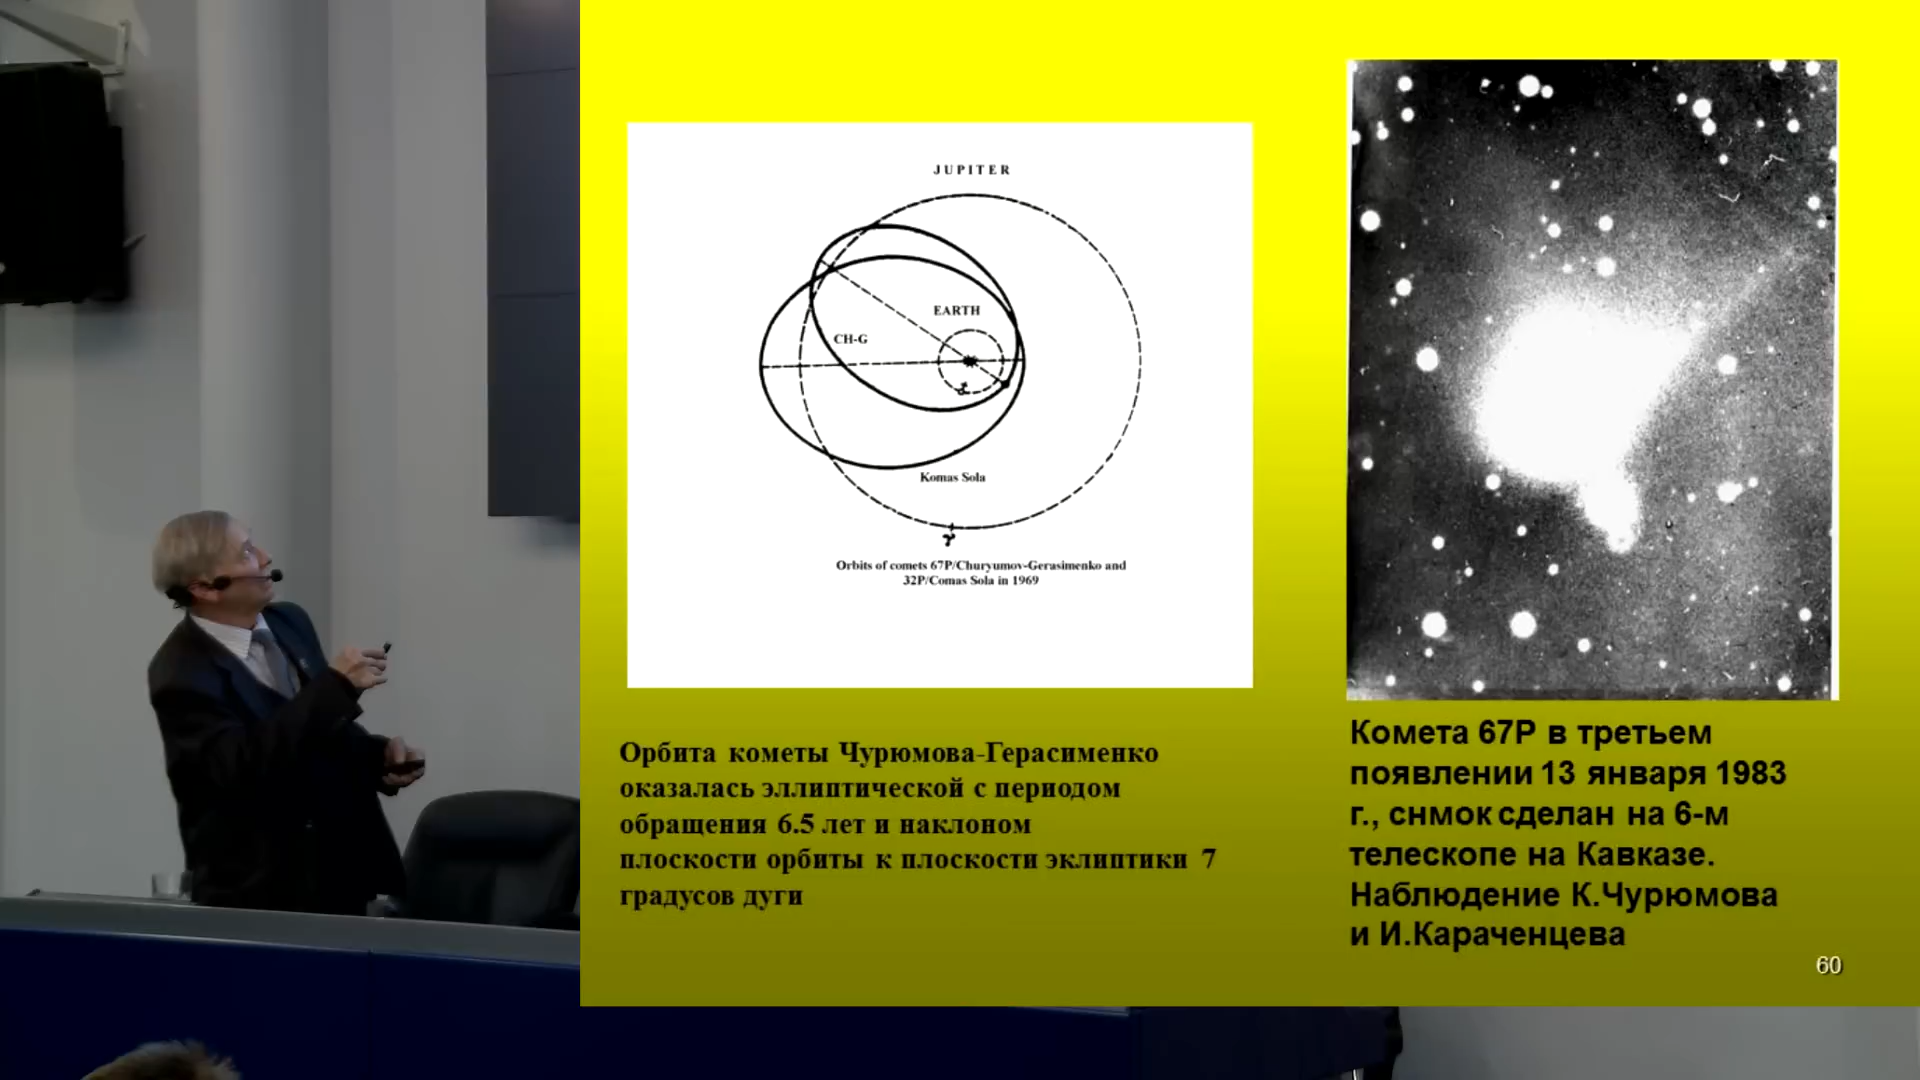 JUPITER
EARTH
CH-G
Komas Sola
Orbits of comets 67P/Churyumov-Gerasimenko and
32P/Comas Sola in 1969
Орбита кометы Чурюмова-Герасименко
оказалась эллиптической с периодом
обращения 6.5 лет и наклоном
плоскости орбиты к плоскости эклиптики 7
градусов дуги
Комета 67Р в третьем
появлении 13 января 1983
г., снмок сделан на 6-м
телескопе на Кавказе.
Наблюдение К.Чурюмова
и И.Караченцева
60